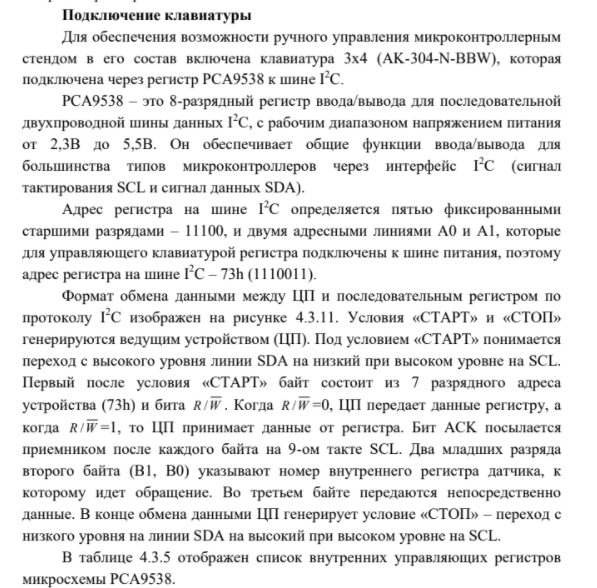 Подключение клавиатуры
Для обеспечения возможности ручного управления микроконтроллерным
стендом в его состав включена клавиатура 3х4 (AK-304-N-BBW), которая
подключена через регистр PCA9538 к шине I²C.
PCA9538 – это 8-разрядный регистр ввода/вывода для последовательной
двухпроводной шины данных I²C, с рабочим диапазоном напряжением питания
от 2,3В до 5,5В. Он обеспечивает общие функции ввода/вывода для
большинства типов микроконтроллеров через интерфейс I²C (сигнал
тактирования SCL и сигнал данных SDA).
Адрес регистра на шине I²C определяется пятью фиксированными
старшими разрядами – 11100, и двумя адресными линиями A0 и A1, которые
для управляющего клавиатурой регистра подключены к шине питания, поэтому
адрес регистра на шине I²C – 73h (1110011).
Формат обмена данными между ЦП и последовательным регистром по
протоколу I²C изображен на рисунке 4.3.11. Условия «СТАРТ» и «СТОП»
генерируются ведущим устройством (ЦП). Под условием «СТАРТ» понимается
переход с высокого уровня линии SDA на низкий при высоком уровне на SCL.
Первый после условия «СТАРТ» байт состоит из 7 разрядного адреса
устройства (73h) и бита R/W̅. Когда R/W̅=0, ЦП передает данные регистру, а
когда R/W̅=1, то ЦП принимает данные от регистра. Бит ACK посылается
приемником после каждого байта на 9-ом такте SCL. Два младших разряда
второго байта (B1, B0) указывают номер внутреннего регистра датчика, к
которому идет обращение. Во третьем байте передаются непосредственно
данные. В конце обмена данными ЦП генерирует условие «СТОП» – переход с
низкого уровня на линии SDA на высокий при высоком уровне на SCL.
В таблице 4.3.5 отображен список внутренних управляющих регистров
микросхемы PCA9538.